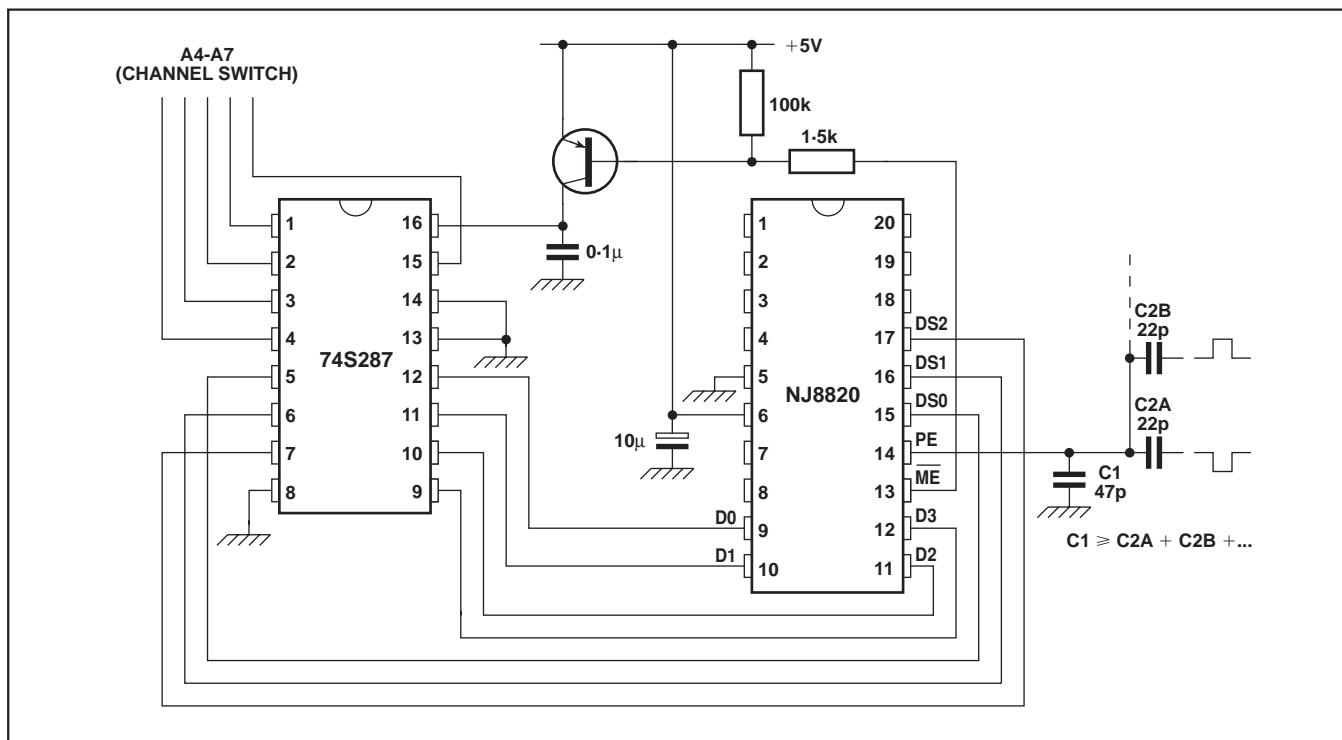 A4-A7
(CHANNEL SWITCH)
+5V
100k
1·5k
0·1µ
74S287
1
2
3
4
5
6
7
8
16
15
14
13
12
11
10
9
10µ
NJ8820
1
2
3
4
5
6
7
8
9
10
20
19
18
17
16
15
14
13
12
11
D0
D1
DS2
DS1
DS0
PE
ME
D3
D2
C2B
22p
C2A
22p
C1
47p
C1 ⩾ C2A + C2B +...